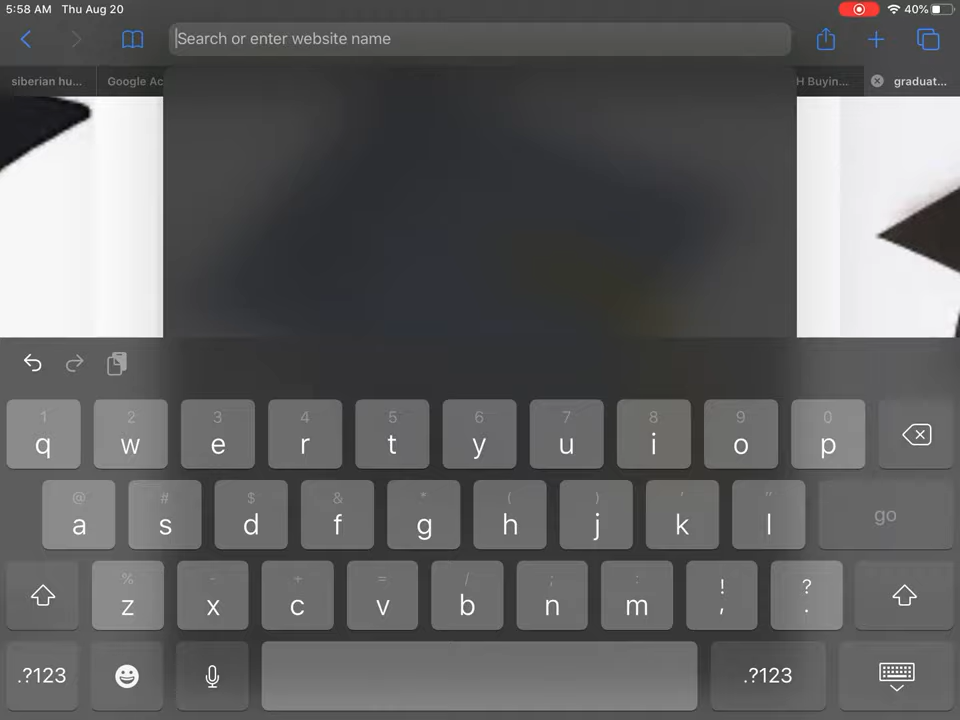 5:58 AM Thu Aug 20 40%
Search or enter website name
siberian hu... Google Ac H Buyin... graduat...
1 2 3 4 5 6 7 8 9 0
q w e r t y u i o p
@ # $ & * ( ) ' "
a s d f g h j k l go
% - + = / ; : ! ?
z x c v b n m , .
.?123 .?123